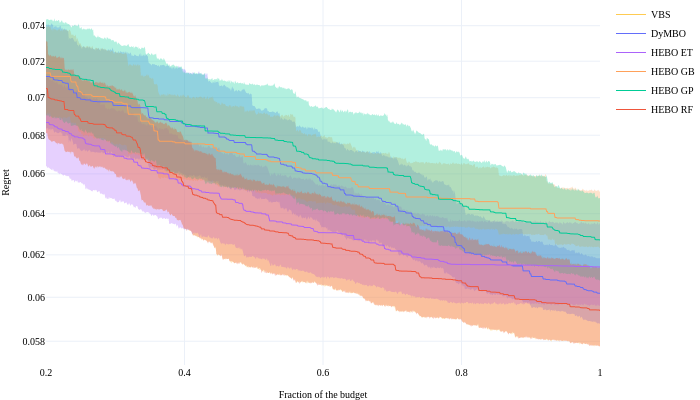 0.074
0.072
0.07
0.068
0.066
0.064
0.062
0.06
0.058
Regret
0.2
0.4
0.6
0.8
1
Fraction of the budget
VBS
DyMBO
HEBO ET
HEBO GB
HEBO GP
HEBO RF